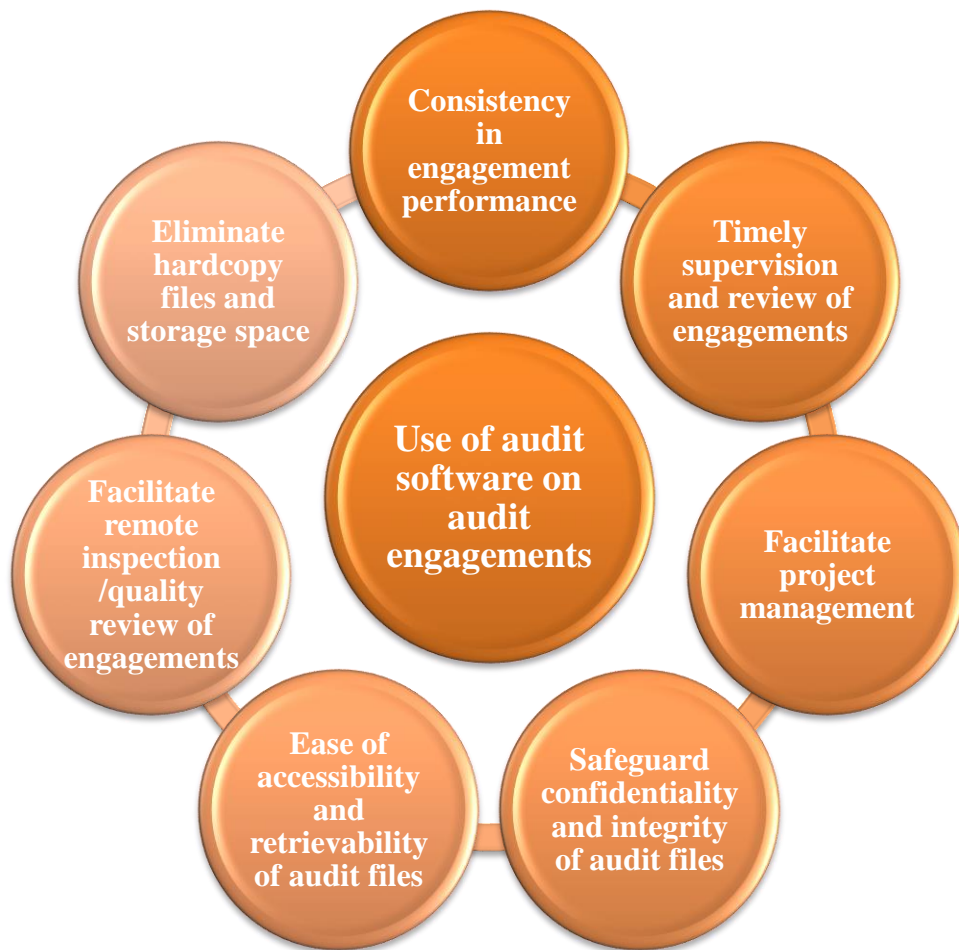 Consistency
in
engagement
performance
Timely
supervision
and review of
engagements
Facilitate
project
management
Safeguard
confidentiality
and integrity
of audit files
Ease of
accessibility
and
retrievability
of audit files
Facilitate
remote
inspection
/quality
review of
engagements
Eliminate
hardcopy
files and
storage space
Use of audit
software on
audit
engagements